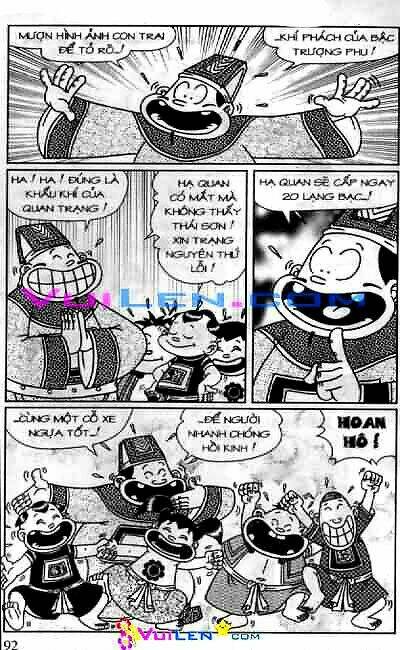 MƯỢN HÌNH ẢNH CON TRAI
ĐỂ TỎ RÕ...!
...KHÍ PHÁCH CỦA BẬC
TRƯỢNG PHU !
HA ! HA ! ĐÚNG LÀ
KHẨU KHÍ CỦA
QUAN TRẠNG !
HẠ QUAN
CÓ MẮT MÀ
KHÔNG THẤY
THÁI SƠN !
XIN TRẠNG
NGUYÊN THỨ
LỖI !
HẠ QUAN SẼ CẤP NGAY
20 LẠNG BẠC...!
VUILEN.COM
...CÙNG MỘT CỖ XE
NGỰA TỐT...!
...ĐỂ NGƯỜI
NHANH CHÓNG
HỒI KINH !
HOAN
HÔ !
92
VUILEN.COM